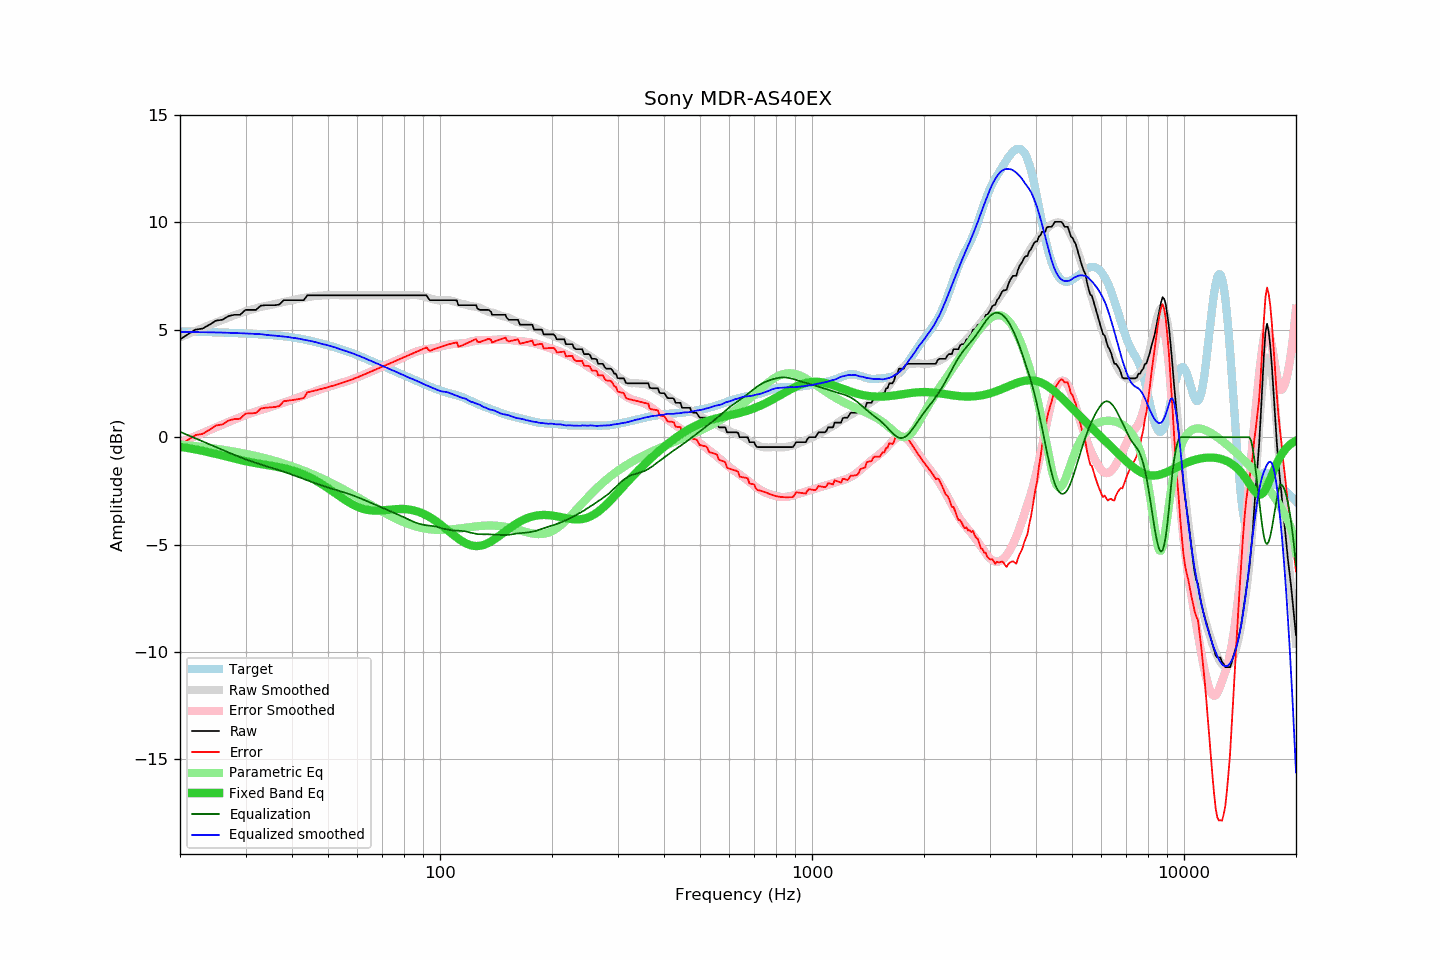 Sony MDR-AS40EX
15
10
5
0
−5
−10
−15
Amplitude (dBr)
Target
Raw Smoothed
Error Smoothed
Raw
Error
Parametric Eq
Fixed Band Eq
Equalization
Equalized smoothed
100
1000
10000
Frequency (Hz)